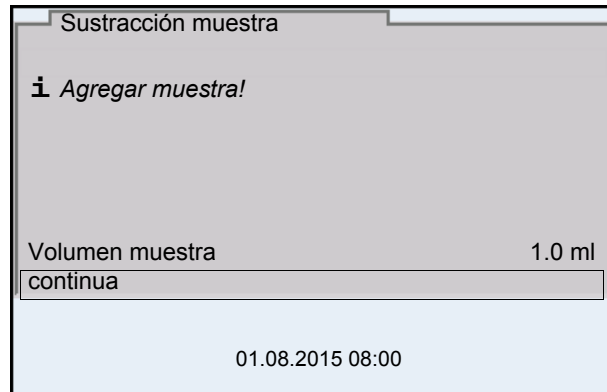 Sustracción muestra
i Agregar muestra!
Volumen muestra 1.0 ml
continua
01.08.2015 08:00